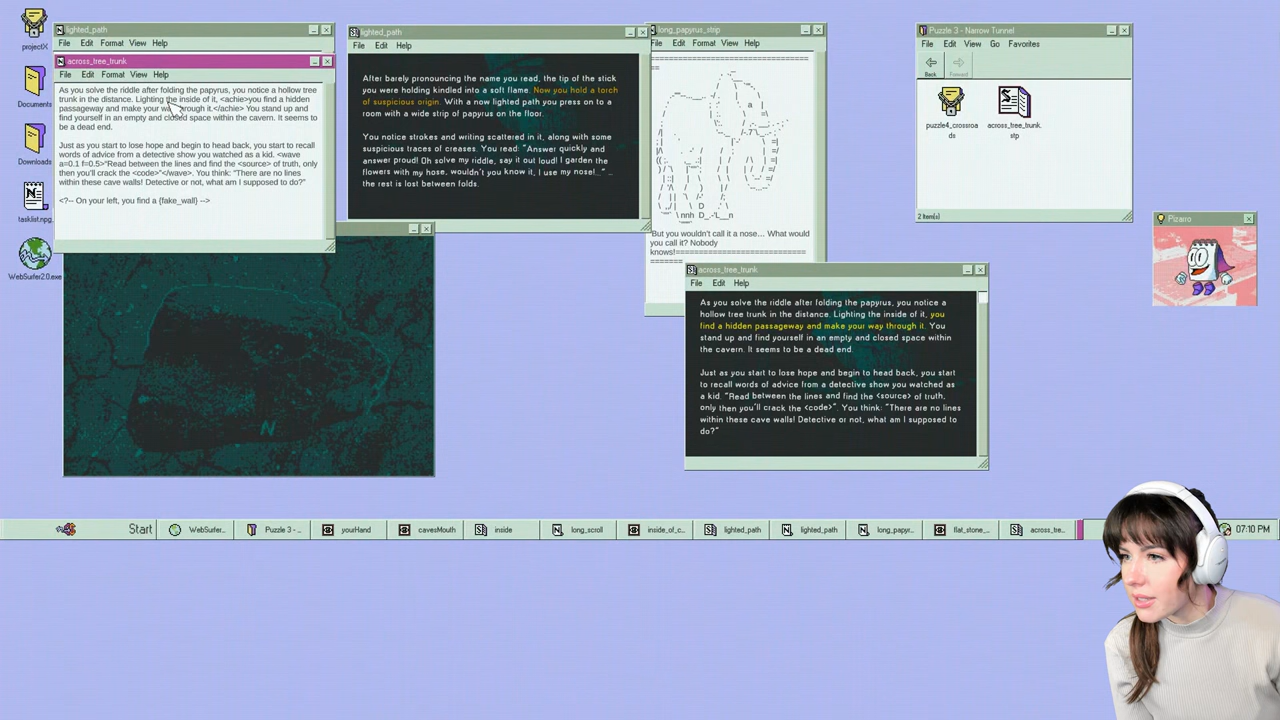 lighted_path
File Edit Format View Help
across_tree_trunk
File Edit Format View Help
As you solve the riddle after folding the papyrus, you notice a hollow tree
trunk in the distance. Lighting the inside of it, <achie>you find a hidden
passageway and make your way through it.</achie> You stand up and
find yourself in an empty and closed space within the cavern. It seems to
be a dead end.
Just as you start to lose hope and begin to head back, you start to recall
words of advice from a detective show you watched as a kid. <wave
a=0.1 f=0.5>"Read between the lines and find the <source> of truth, only
then you'll crack the <code>"</wave>. You think: "There are no lines
within these cave walls! Detective or not, what am I supposed to do?"
<!-- On your left, you find a {fake_wall} -->
projectX
Documents
Downloads
tasklist.npg
WebSurfer2.0.exe
lighted_path
File Edit Help
After barely pronouncing the name you read, the tip of the stick
you were holding kindled into a soft flame. Now you hold a torch
of suspicious origin. With a now lighted path you press on to a
room with a wide strip of papyrus on the floor.
You notice strokes and writing scattered in it, along with some
suspicious traces of creases. You read: "Answer quickly and
answer proud! Oh solve my riddle, say it out loud! I garden the
flowers with my hose, wouldn't you know it, I use my nose!..." ...
the rest is lost between folds.
long_papyrus_strip
File Edit Format View Help
"But you wouldn't call it a nose... What would
you call it? Nobody
knows!==========================
=======
across_tree_trunk
File Edit Help
As you solve the riddle after folding the papyrus, you notice a
hollow tree trunk in the distance. Lighting the inside of it, you
find a hidden passageway and make your way through it. You
stand up and find yourself in an empty and closed space within
the cavern. It seems to be a dead end.
Just as you start to lose hope and begin to head back, you start
to recall words of advice from a detective show you watched as
a kid. "Read between the lines and find the <source> of truth,
only then you'll crack the <code>". You think: "There are no lines
within these cave walls! Detective or not, what am I supposed to
do?"
Puzzle 3 - Narrow Tunnel
File Edit View Go Favorites
Back Forward
puzzle4_crossroa
ds
across_tree_trunk.
stp
2 Item(s)
Pizarro
N
Start WebSurfer... Puzzle 3 - ... yourHand cavesMouth inside long_scroll inside_of_c... lighted_path lighted_path long_papyr... flat_stone_... across_tre... 07:10 PM